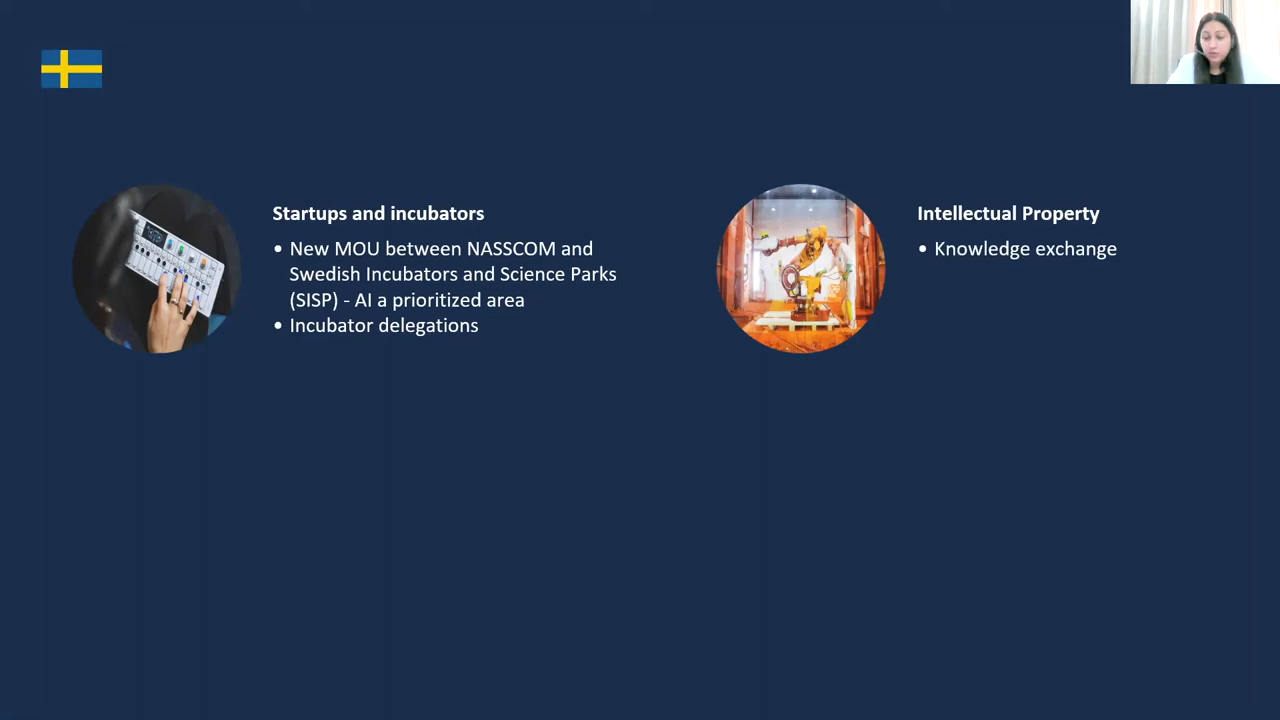 Startups and incubators
• New MOU between NASSCOM and
Swedish Incubators and Science Parks
(SISP) - AI a prioritized area
• Incubator delegations
Intellectual Property
• Knowledge exchange